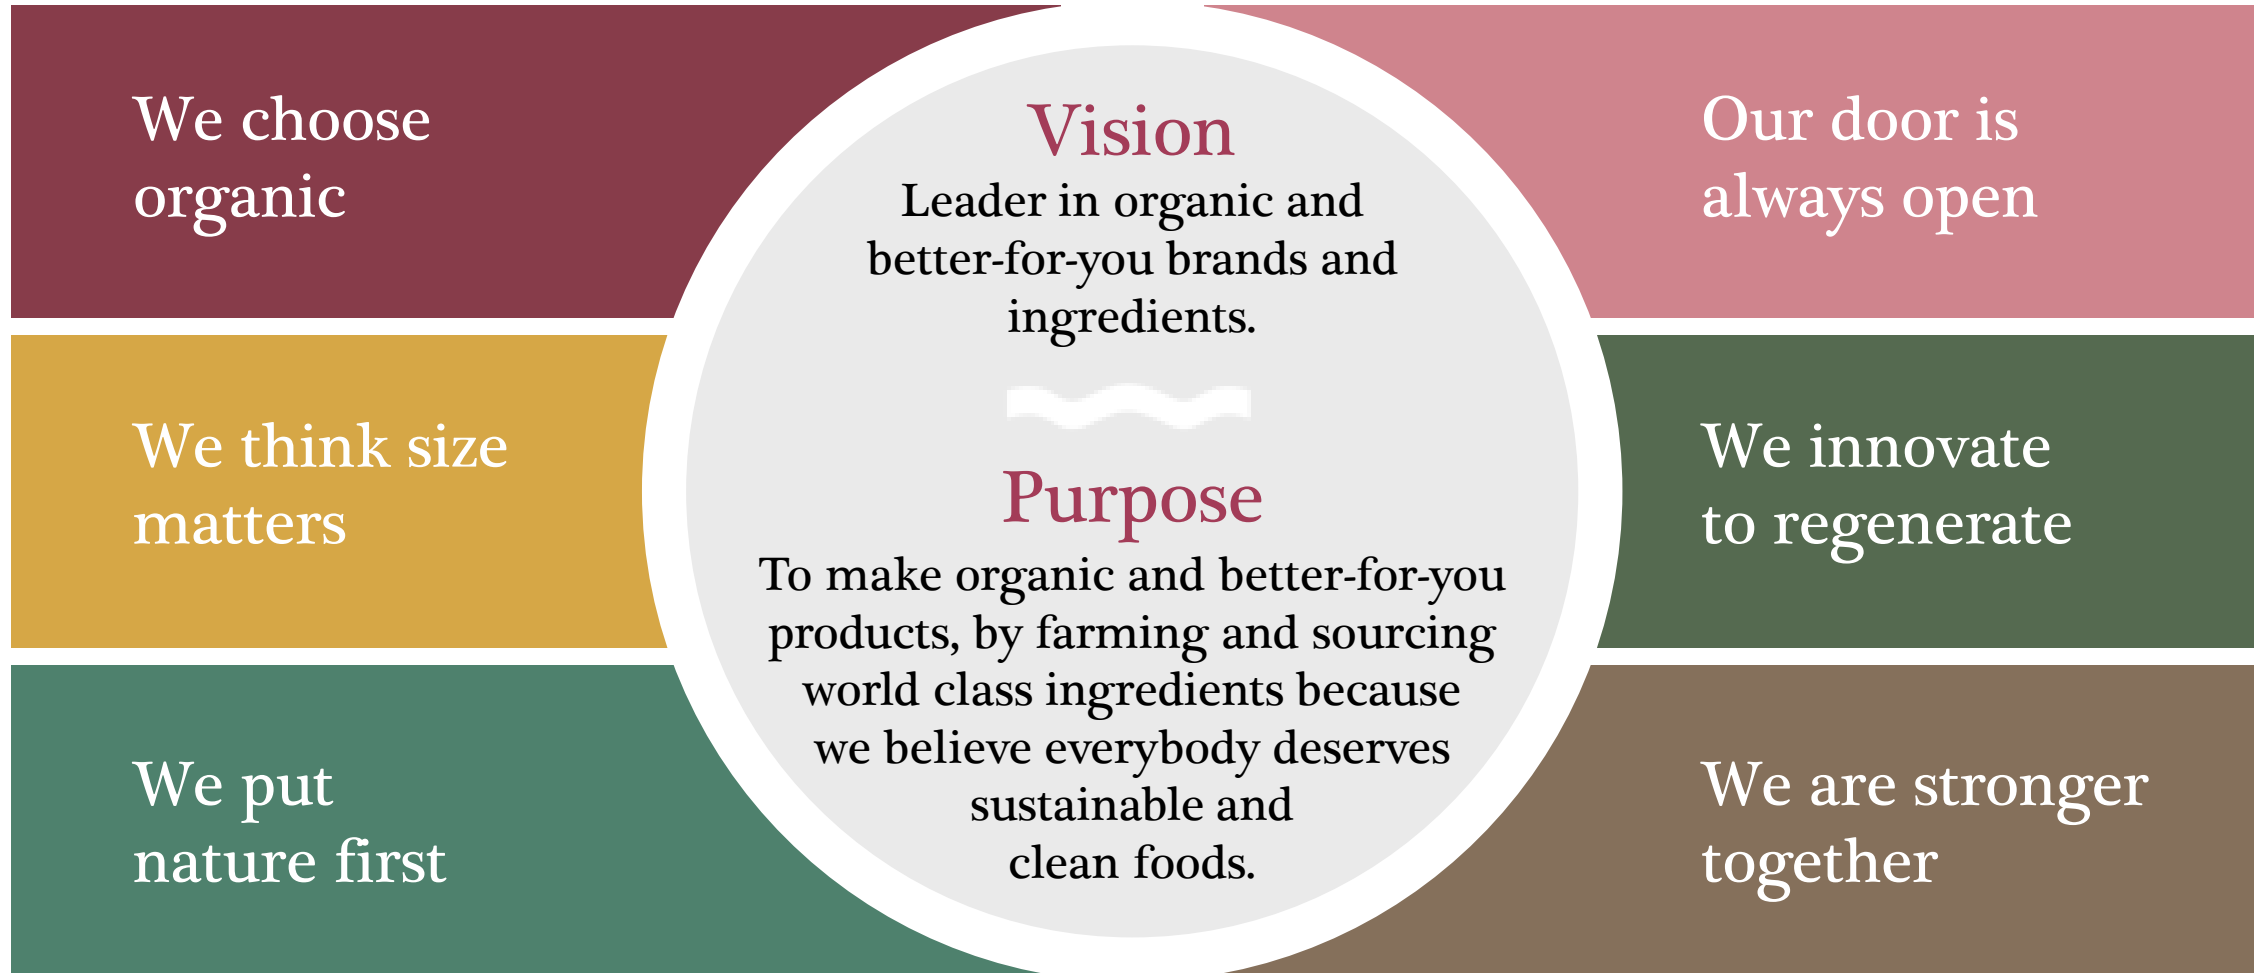 We choose
organic
We think size
matters
We put
nature first
Vision
Leader in organic and
better-for-you brands and
ingredients.
Purpose
To make organic and better-for-you
products, by farming and sourcing
world class ingredients because
we believe everybody deserves
sustainable and
clean foods.
Our door is
always open
We innovate
to regenerate
We are stronger
together